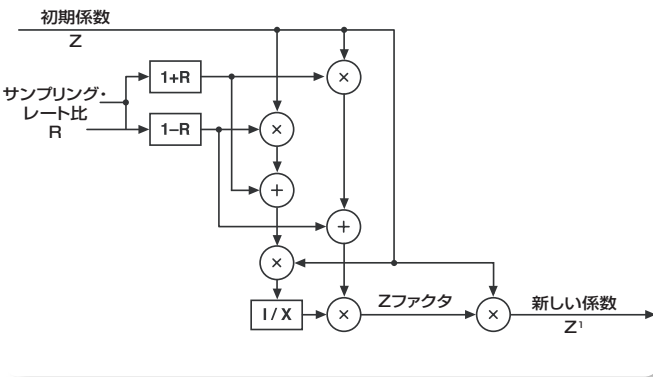 初期係数
Z
サンプリング・
レート比
R
1+R
1−R
×
×
+
+
×
I / X
×
Zファクタ
×
新しい係数
Z¹